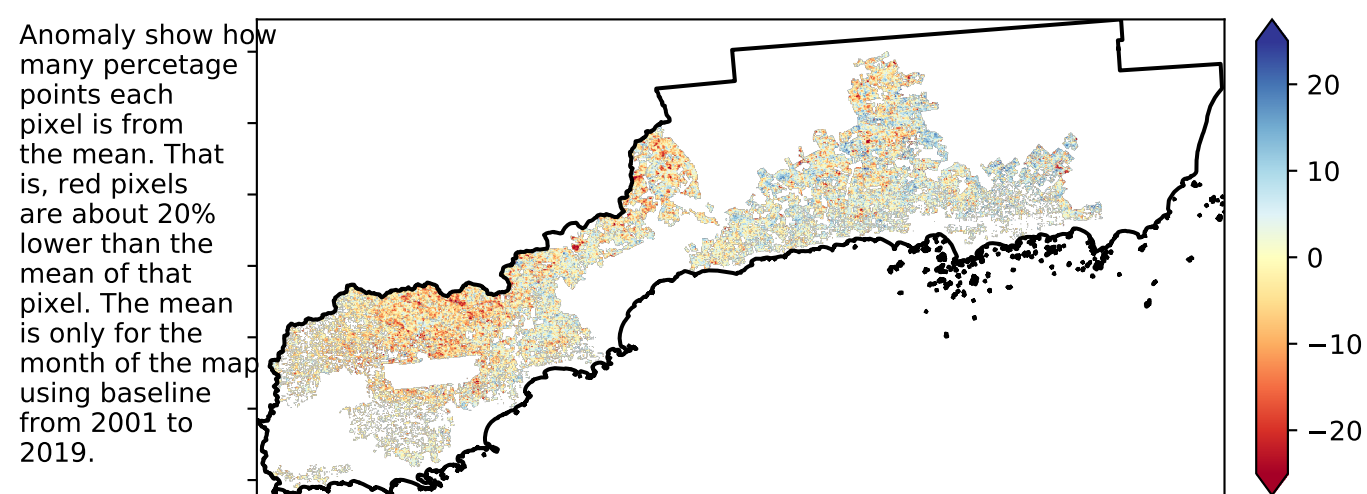 Anomaly show how
many percetage
points each
pixel is from
the mean. That
is, red pixels
are about 20%
lower than the
mean of that
pixel. The mean
is only for the
month of the map
using baseline
from 2001 to
2019.
20
10
0
−10
−20